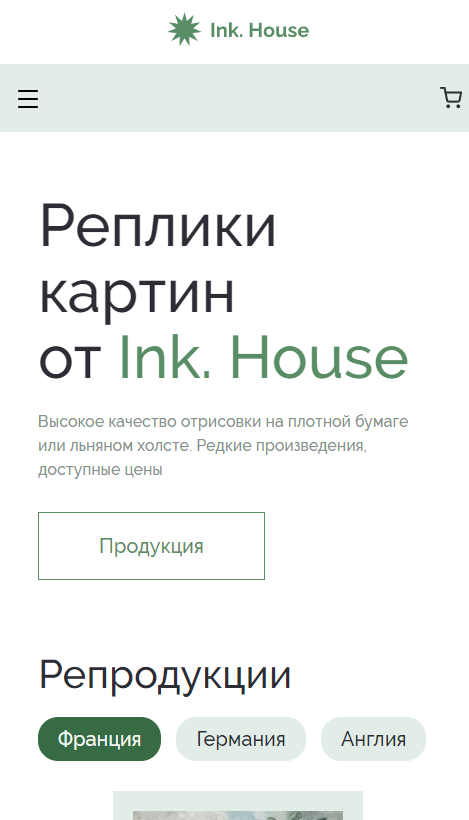 Ink. House
Реплики
картин
от Ink. House
Высокое качество отрисовки на плотной бумаге
или льняном холсте. Редкие произведения,
доступные цены
Продукция
Репродукции
Франция Германия Англия